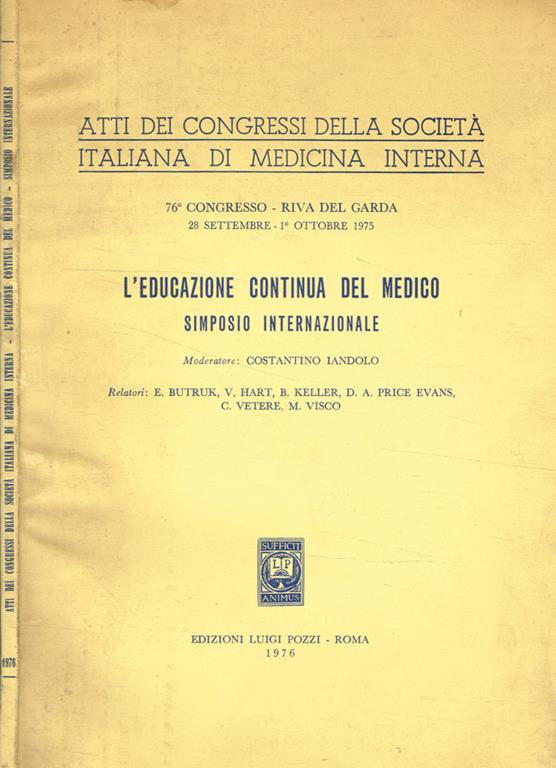 1976 ATTI DEI CONGRESSI DELLA SOCIETÀ ITALIANA DI MEDICINA INTERNA - L'EDUCAZIONE CONTINUA DEL MEDICO - SIMPOSIO INTERNAZIONALE
ATTI DEI CONGRESSI DELLA SOCIETÀ
ITALIANA DI MEDICINA INTERNA
76º CONGRESSO - RIVA DEL GARDA
28 SETTEMBRE - 1º OTTOBRE 1975
L'EDUCAZIONE CONTINUA DEL MEDICO
SIMPOSIO INTERNAZIONALE
Moderatore: COSTANTINO IANDOLO
Relatori: E. BUTRUK, V. HART, B. KELLER, D. A. PRICE EVANS,
C. VETERE, M. VISCO
SUFFICIT
L P
ANIMUS
EDIZIONI LUIGI POZZI - ROMA
1976